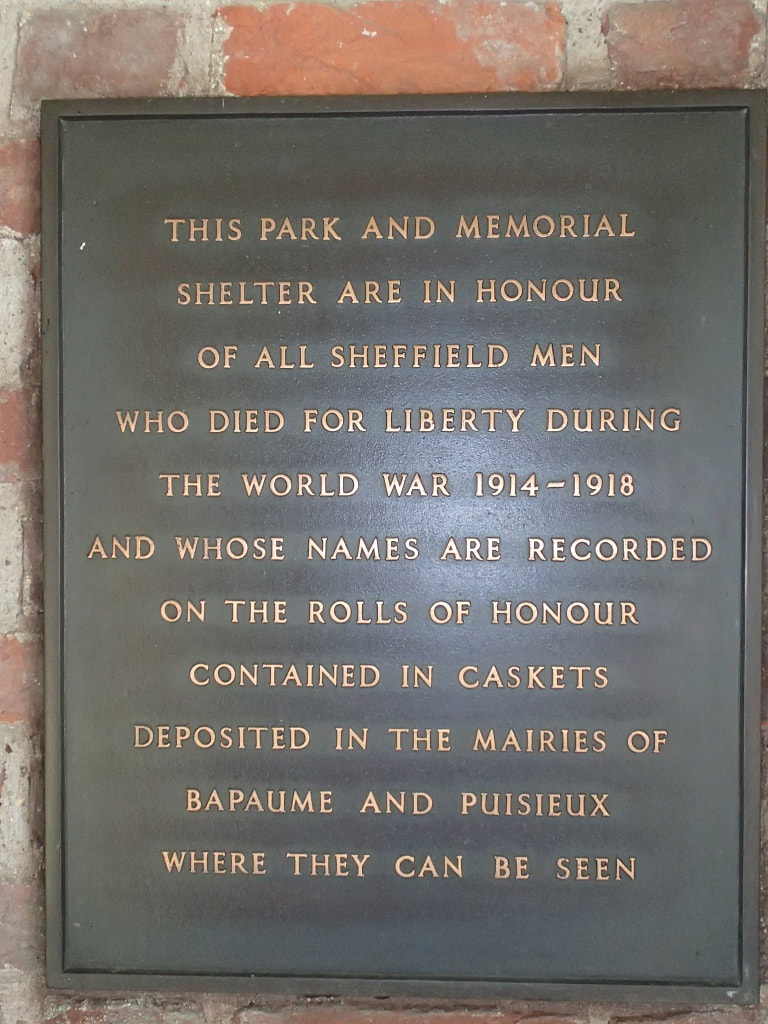 THIS PARK AND MEMORIAL
SHELTER ARE IN HONOUR
OF ALL SHEFFIELD MEN
WHO DIED FOR LIBERTY DURING
THE WORLD WAR 1914-1918
AND WHOSE NAMES ARE RECORDED
ON THE ROLLS OF HONOUR
CONTAINED IN CASKETS
DEPOSITED IN THE MAIRIES OF
BAPAUME AND PUISIEUX
WHERE THEY CAN BE SEEN